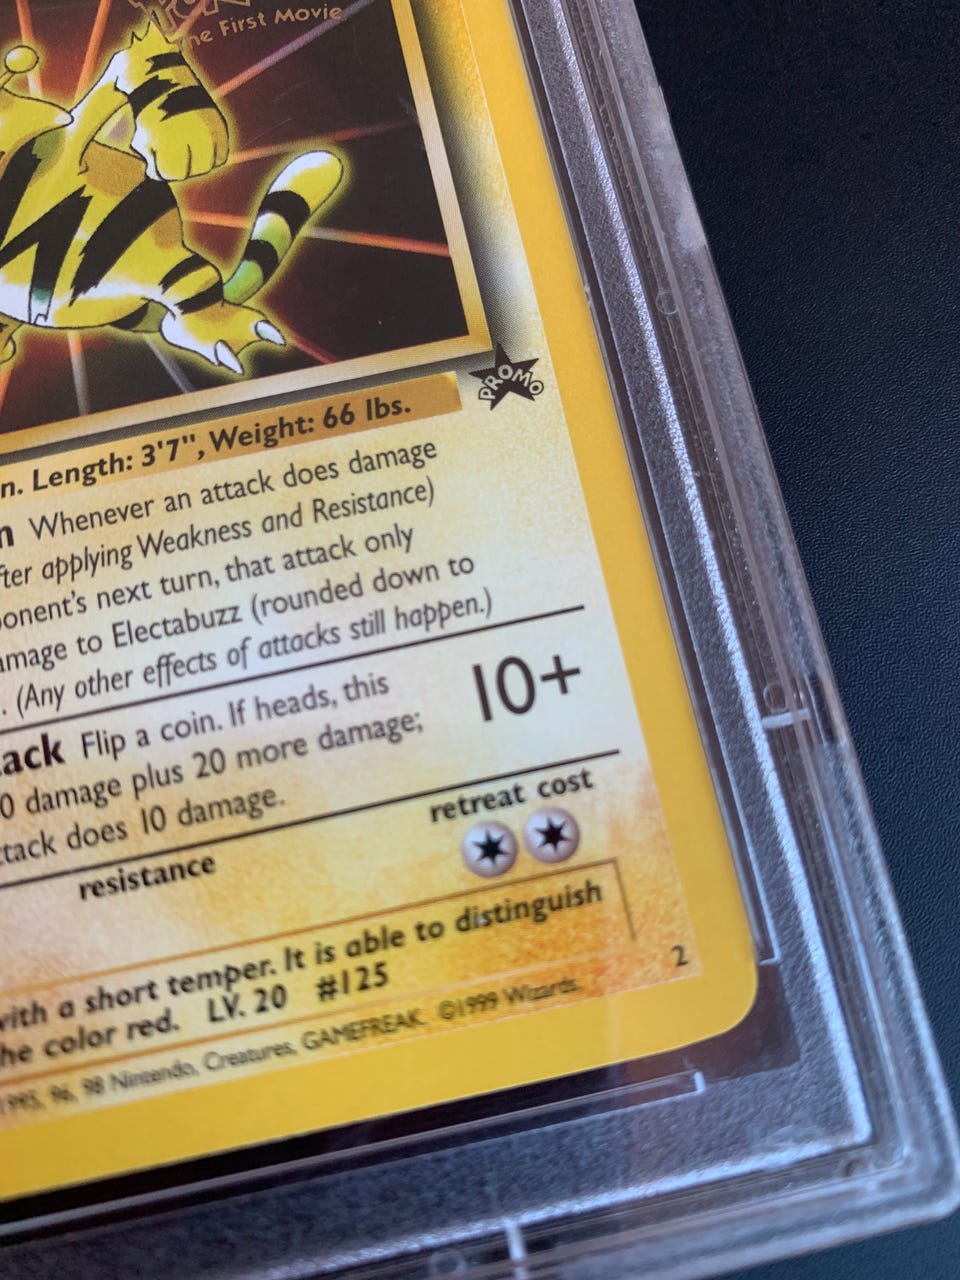 The First Movie
PROMO
n. Length: 3'7", Weight: 66 lbs.
n Whenever an attack does damage
fter applying Weakness and Resistance)
onent's next turn, that attack only
amage to Electabuzz (rounded down to
. (Any other effects of attacks still happen.)
ack Flip a coin. If heads, this
0 damage plus 20 more damage;
ttack does 10 damage.
10+
resistance
retreat cost
with a short temper. It is able to distinguish
he color red. LV. 20 #125
2
1995, 96, 98 Nintendo, Creatures, GAMEFREAK. ©1999 Wizards.